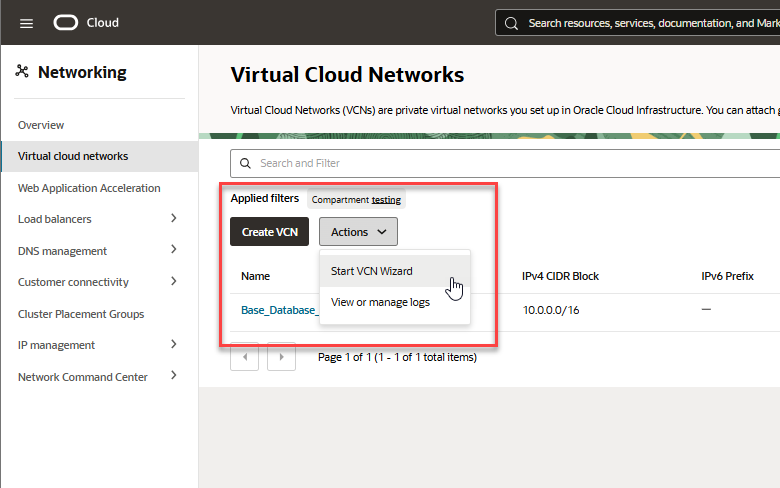 Cloud
Search resources, services, documentation, and Mark
Networking
Overview
Virtual cloud networks
Web Application Acceleration
Load balancers
DNS management
Customer connectivity
Cluster Placement Groups
IP management
Network Command Center
Virtual Cloud Networks
Virtual Cloud Networks (VCNs) are private virtual networks you set up in Oracle Cloud Infrastructure. You can attach
Search and Filter
Applied filters Compartment testing
Create VCN Actions
Start VCN Wizard
View or manage logs
Name IPv4 CIDR Block IPv6 Prefix
Base_Database_ 10.0.0.0/16 —
Page 1 of 1 (1 - 1 of 1 total items)